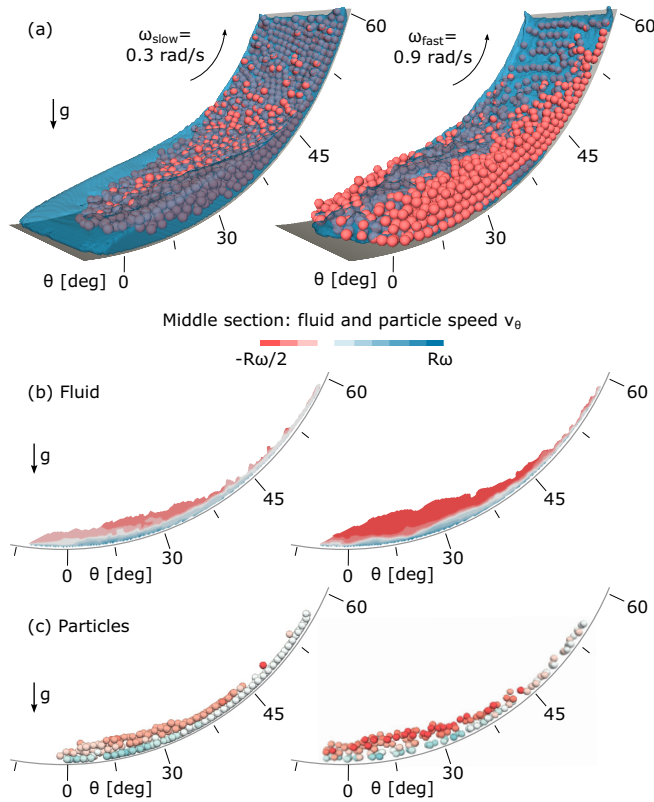 (a)
ω_slow=
0.3 rad/s
g
60
45
30
θ [deg] 0
ω_fast=
0.9 rad/s
60
45
30
θ [deg] 0
Middle section: fluid and particle speed v_θ
-Rω/2 Rω
(b) Fluid
g
60
45
30
0 θ [deg]
60
45
30
0 θ [deg]
(c) Particles
g
60
45
30
0 θ [deg]
60
45
30
0 θ [deg]